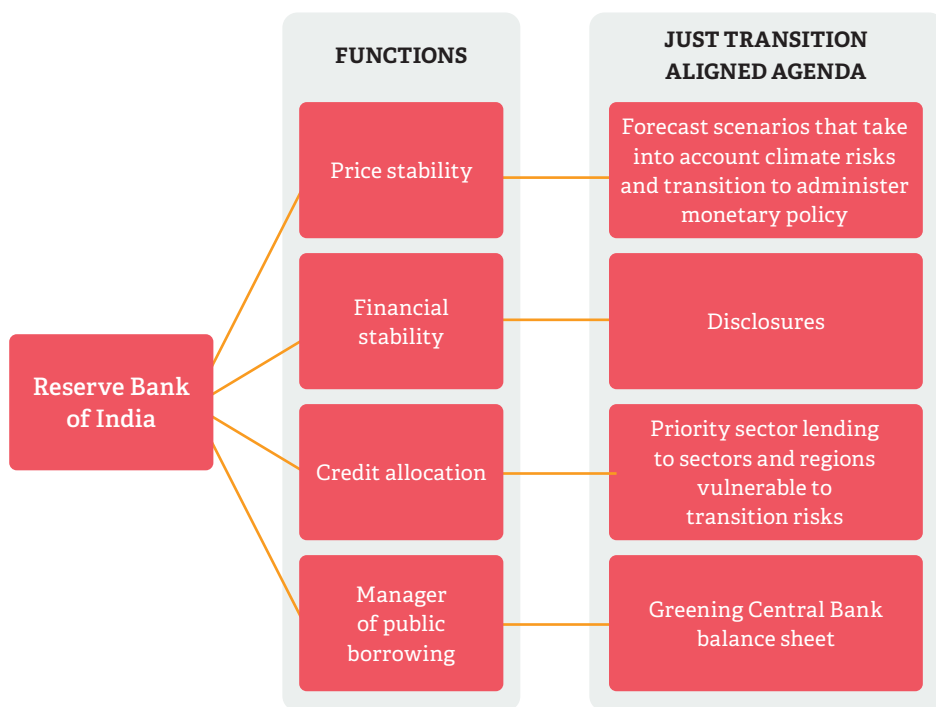 FUNCTIONS
JUST TRANSITION
ALIGNED AGENDA
Reserve Bank
of India
Price stability
Forecast scenarios that take
into account climate risks
and transition to administer
monetary policy
Financial
stability
Disclosures
Credit allocation
Priority sector lending
to sectors and regions
vulnerable to
transition risks
Manager
of public
borrowing
Greening Central Bank
balance sheet